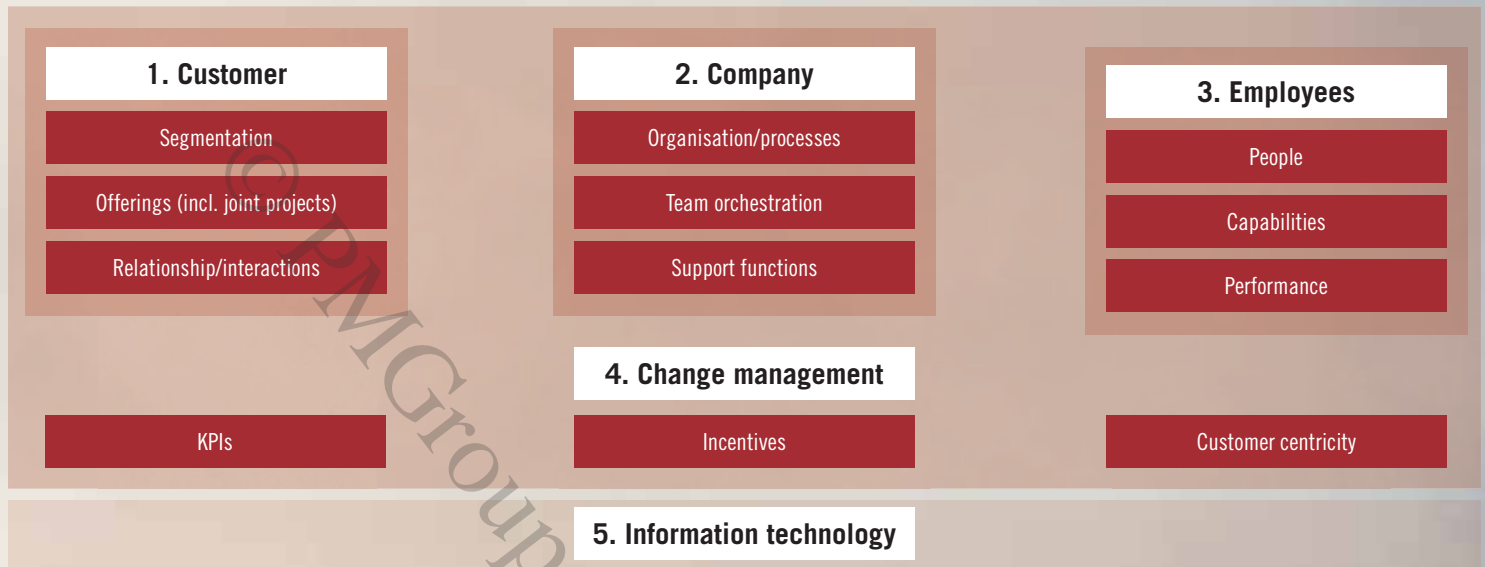 1. Customer
Segmentation
Offerings (incl. joint projects)
Relationship/interactions
2. Company
Organisation/processes
Team orchestration
Support functions
3. Employees
People
Capabilities
Performance
4. Change management
KPIs
Incentives
Customer centricity
5. Information technology
© PMGroup